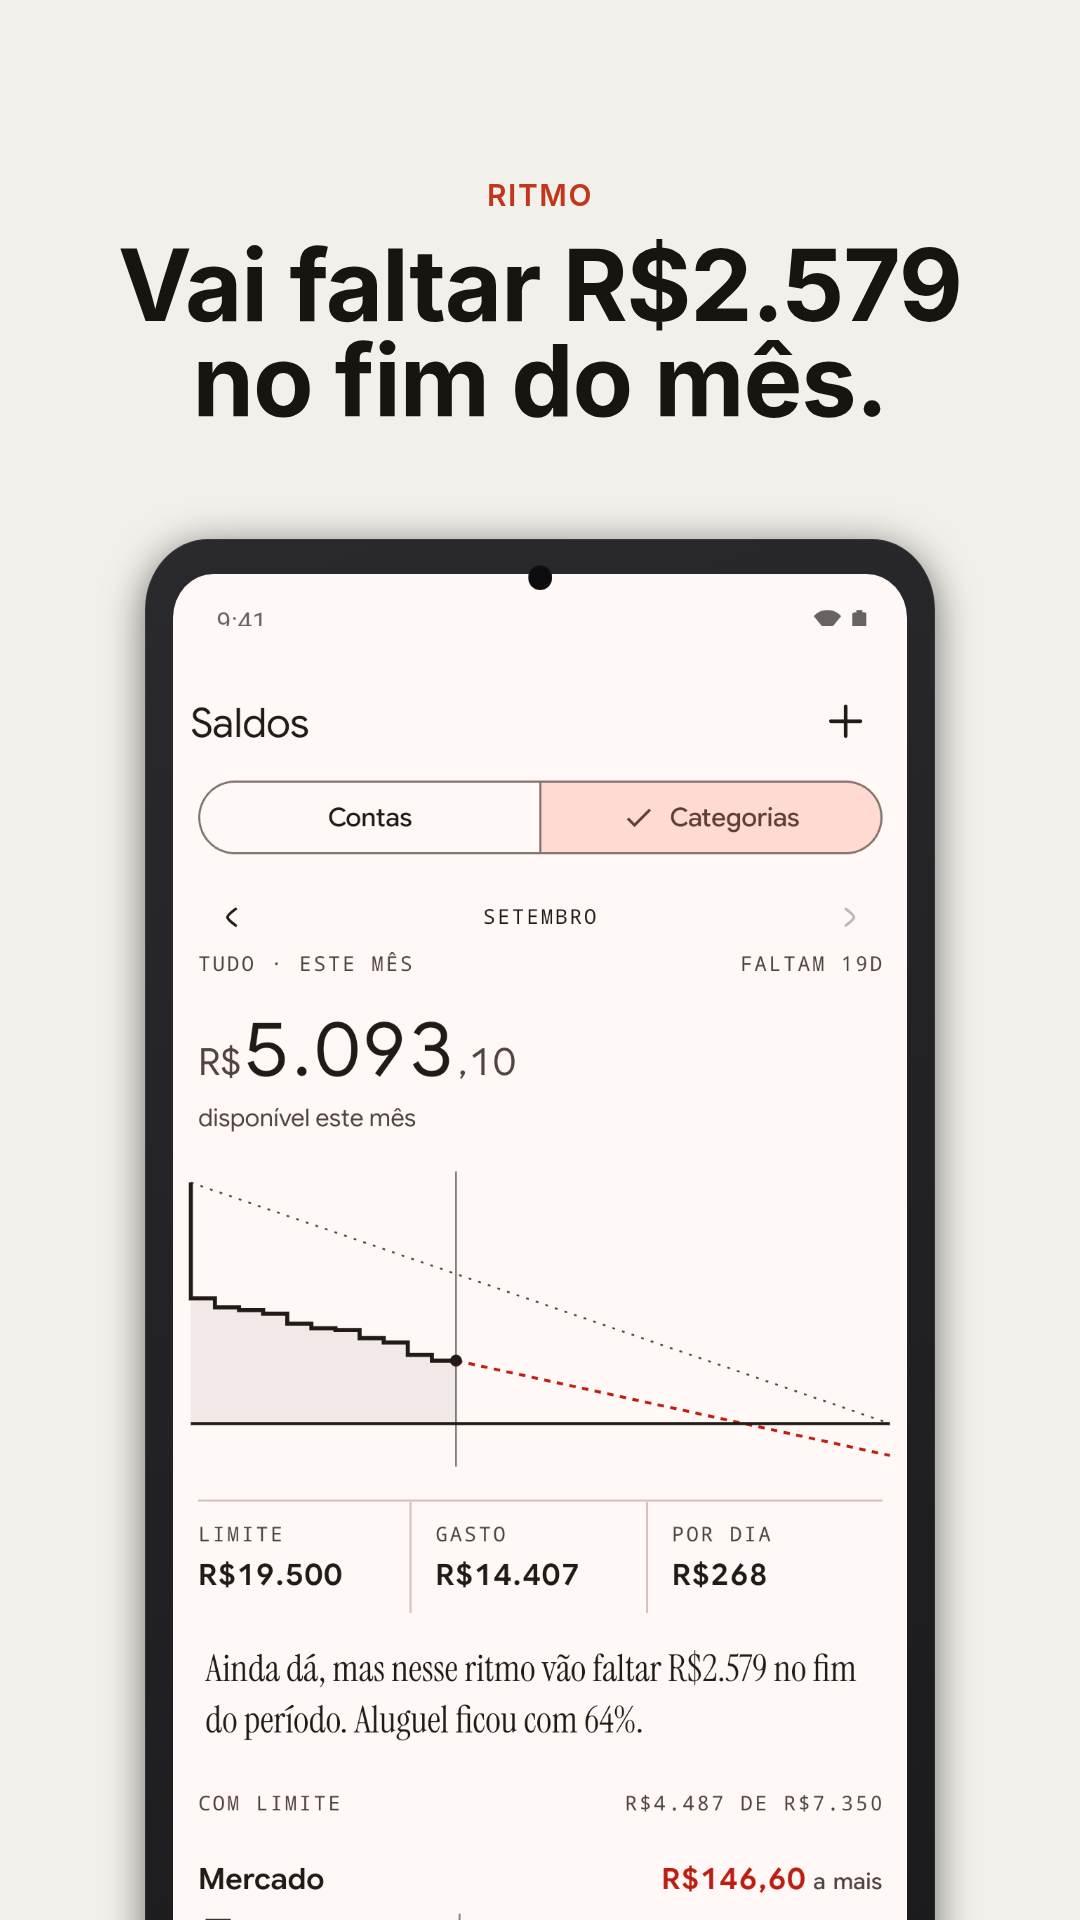 RITMO
Vai faltar R$2.579
no fim do mês.
9:41
Saldos
Contas
Categorias
SETEMBRO
TUDO · ESTE MÊS
FALTAM 19D
R$5.093,10
disponível este mês
LIMITE
GASTO
POR DIA
R$19.500
R$14.407
R$268
Ainda dá, mas nesse ritmo vão faltar R$2.579 no fim
do período. Aluguel ficou com 64%.
COM LIMITE
R$4.487 DE R$7.350
Mercado
R$146,60 a mais